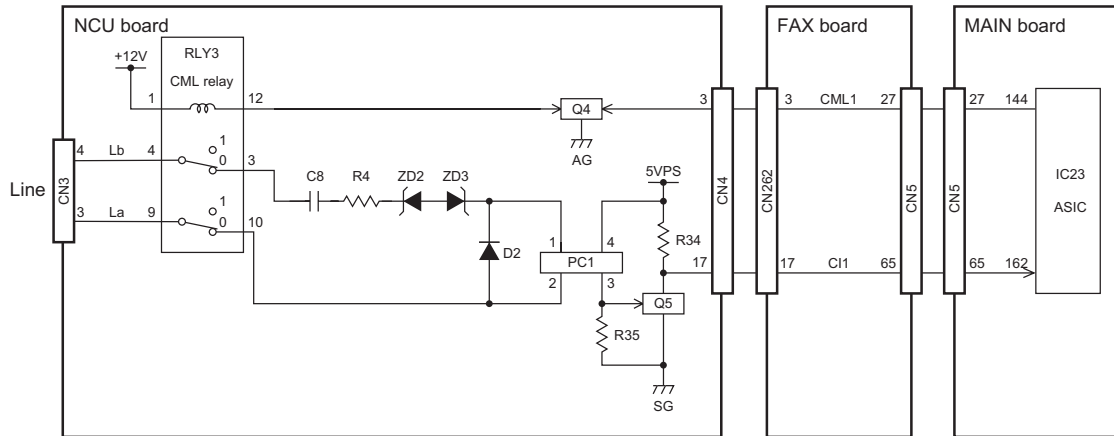 NCU board
FAX board
MAIN board
+12V
RLY3
CML relay
1
12
Q4
AG
3
3
CML1
27
27
144
Line
CN3
4
Lb
4
1
0
3
C8
R4
ZD2
ZD3
5VPS
CN4
CN262
CN5
CN5
IC23
ASIC
3
La
9
1
0
10
D2
1
4
PC1
2
3
R34
17
17
CI1
65
65
162
Q5
R35
SG